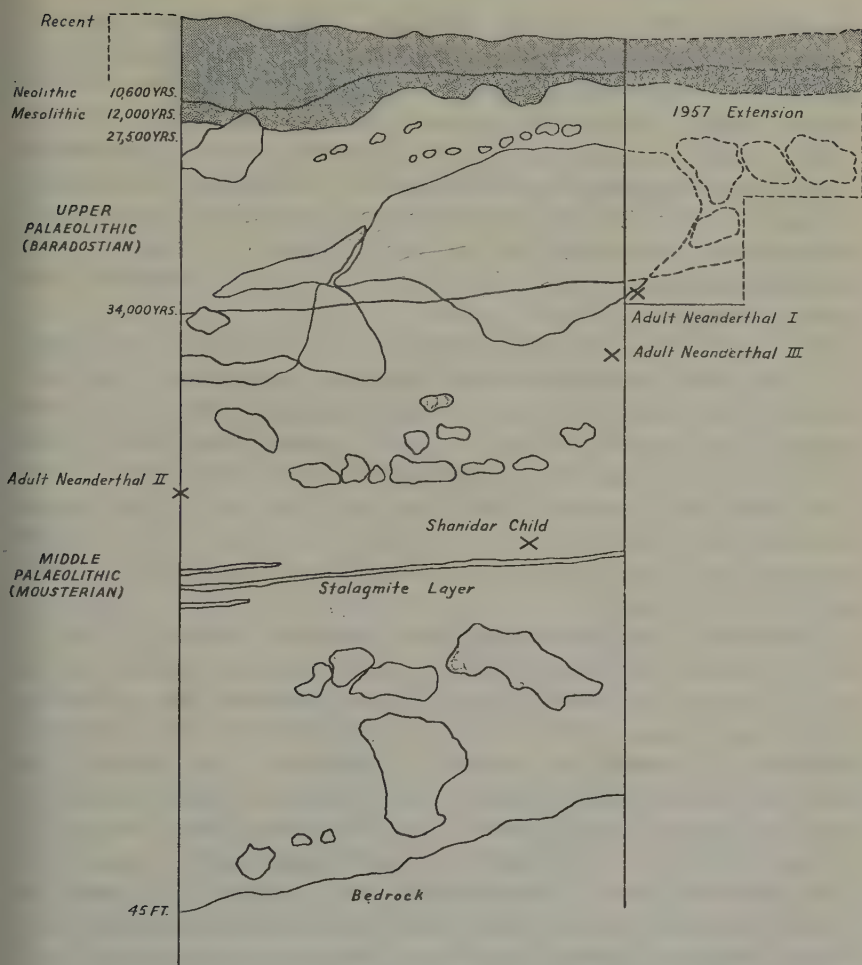 Recent
Neolithic 10,600 YRS.
Mesolithic 12,000 YRS.
27,500 YRS.
1957 Extension
UPPER
PALAEOLITHIC
(BARADOSTIAN)
34,000 YRS.
Adult Neanderthal I
Adult Neanderthal III
Adult Neanderthal II
Shanidar Child
MIDDLE
PALAEOLITHIC
(MOUSTERIAN)
Stalagmite Layer
Bedrock
45 FT.